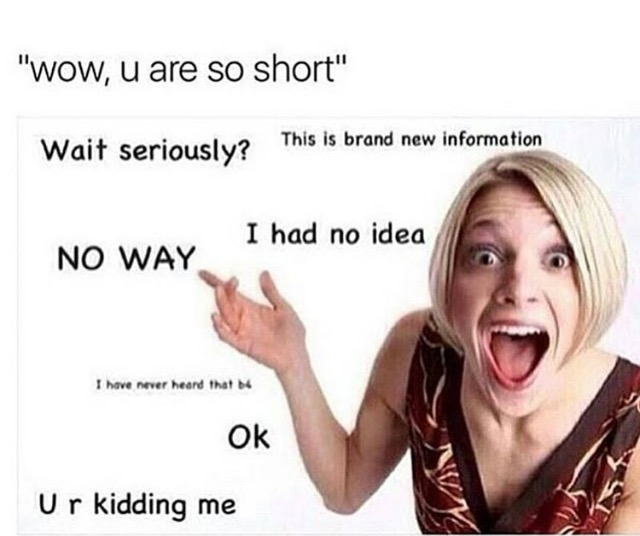 "wow, u are so short"
Wait seriously?
This is brand new information
I had no idea
NO WAY
I have never heard that b4
Ok
U r kidding me